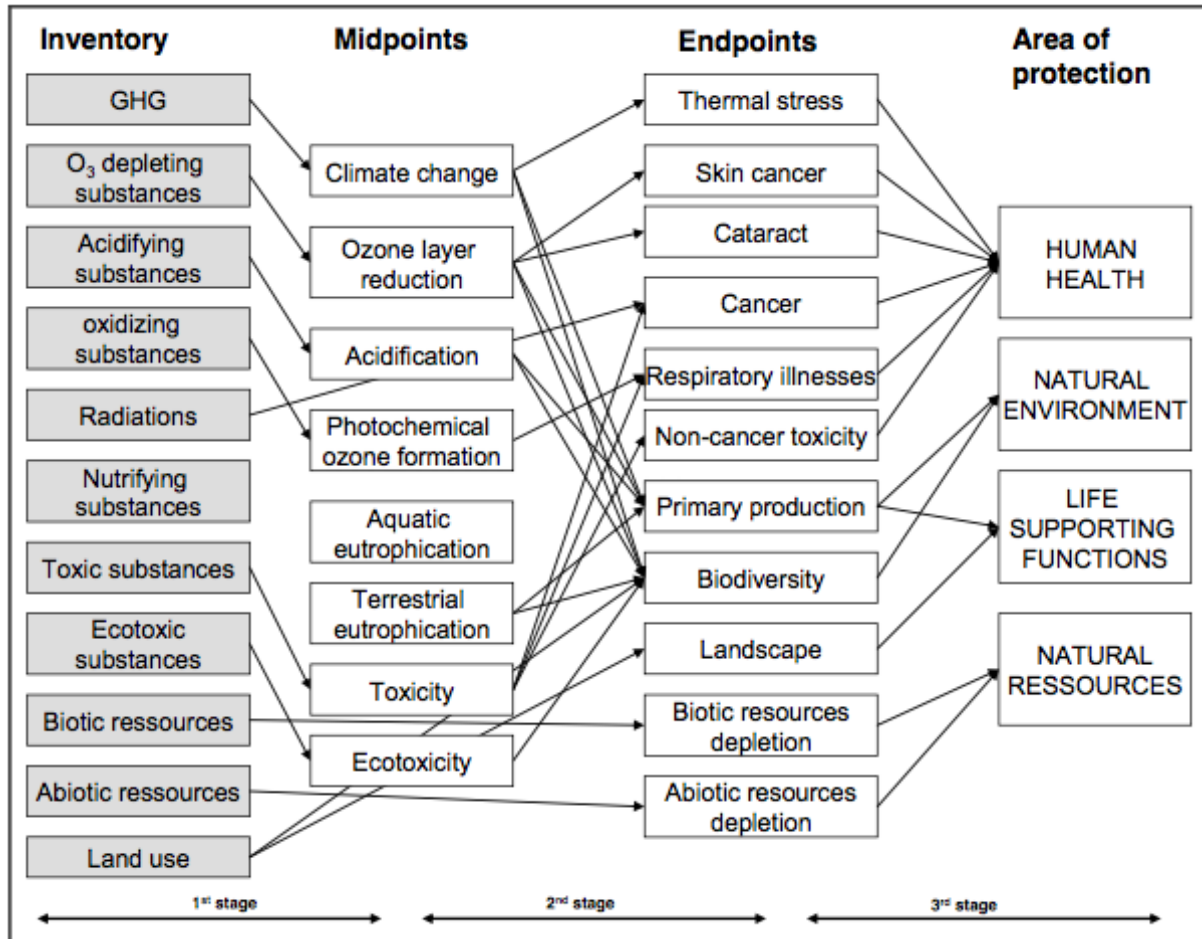 Inventory
Midpoints
Endpoints
Area of
protection
GHG
O₃ depleting
substances
Acidifying
substances
oxidizing
substances
Radiations
Nutrifying
substances
Toxic substances
Ecotoxic
substances
Biotic ressources
Abiotic ressources
Land use
Climate change
Ozone layer
reduction
Acidification
Photochemical
ozone formation
Aquatic
eutrophication
Terrestrial
eutrophication
Toxicity
Ecotoxicity
Thermal stress
Skin cancer
Cataract
Cancer
Respiratory illnesses
Non-cancer toxicity
Primary production
Biodiversity
Landscape
Biotic resources
depletion
Abiotic resources
depletion
HUMAN
HEALTH
NATURAL
ENVIRONMENT
LIFE
SUPPORTING
FUNCTIONS
NATURAL
RESSOURCES
1st stage
2nd stage
3rd stage